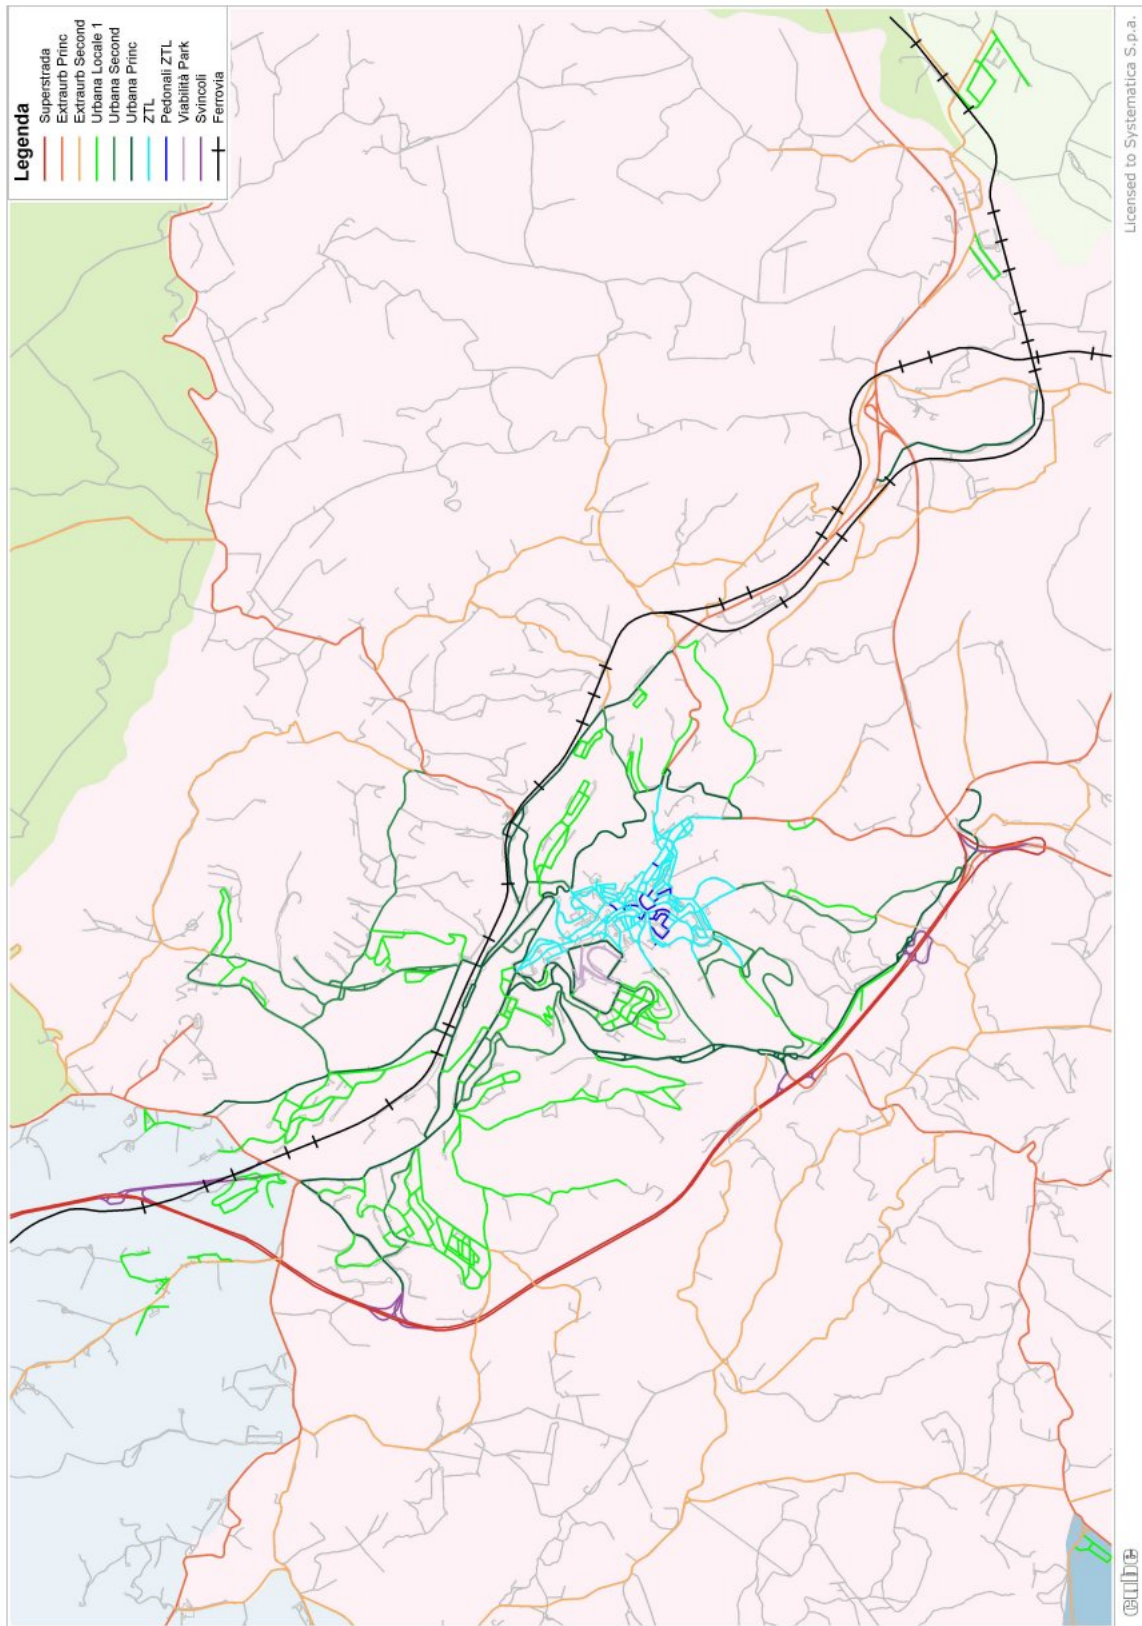 Legenda
Superstrada
Extraurb Princ
Extraurb Second
Urbana Locale 1
Urbana Second
Urbana Princ
ZTL
Pedonali ZTL
Viabilità Park
Svincoli
Ferrovia
Licensed to Systematica S.p.a.
cube